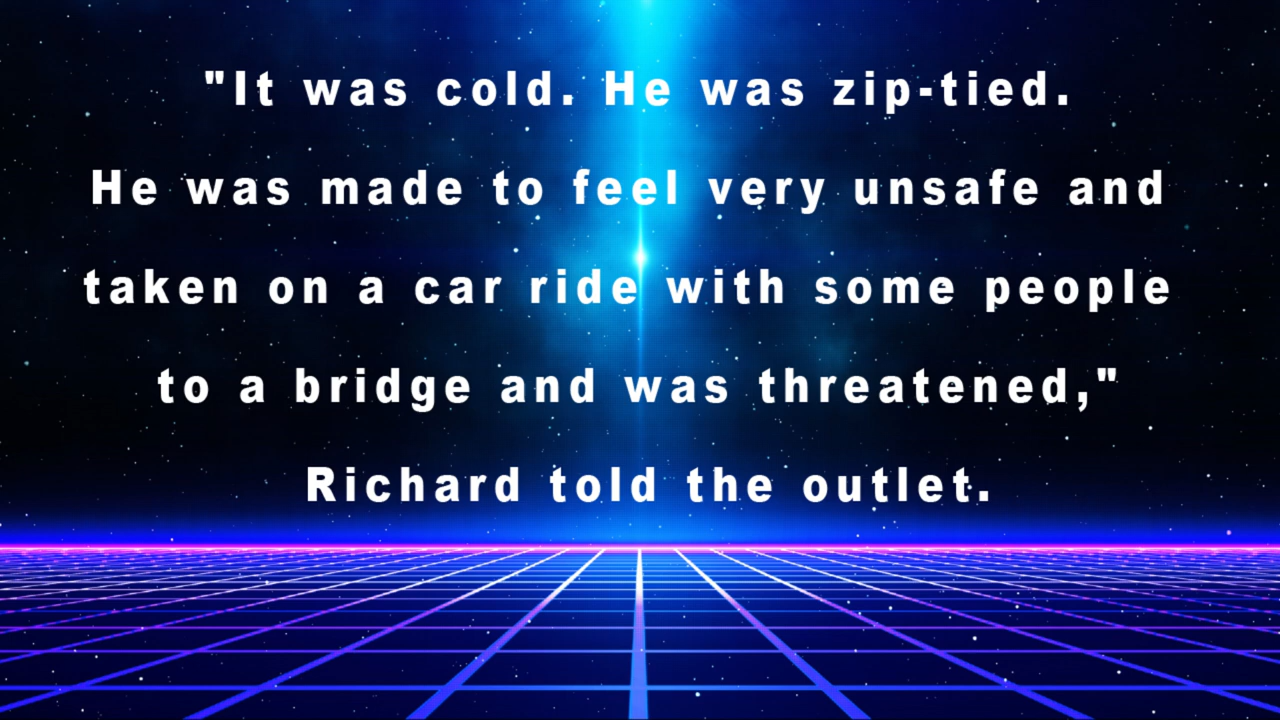 "It was cold. He was zip-tied.
He was made to feel very unsafe and
taken on a car ride with some people
to a bridge and was threatened,"
Richard told the outlet.